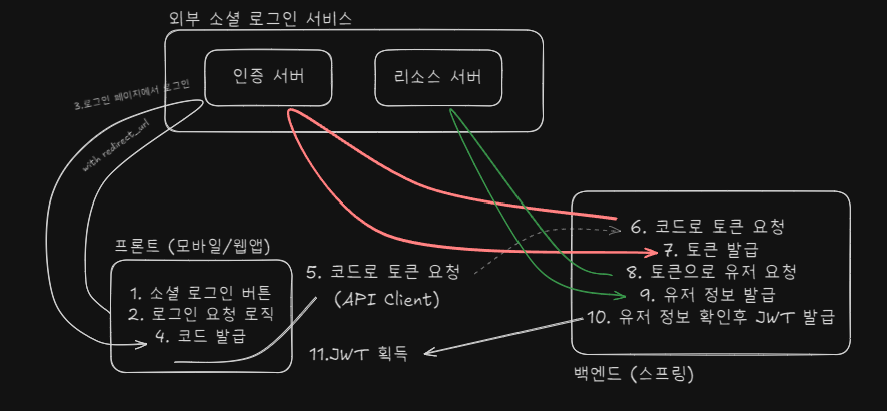 외부 소셜 로그인 서비스
인증 서버
리소스 서버
3.로그인 페이지에서 로그인
with redirect_url
프론트 (모바일/웹앱)
1. 소셜 로그인 버튼
2. 로그인 요청 로직
4. 코드 발급
5. 코드로 토큰 요청
(API Client)
6. 코드로 토큰 요청
7. 토큰 발급
8. 토큰으로 유저 요청
9. 유저 정보 발급
10. 유저 정보 확인후 JWT 발급
11.JWT 획득
백엔드 (스프링)